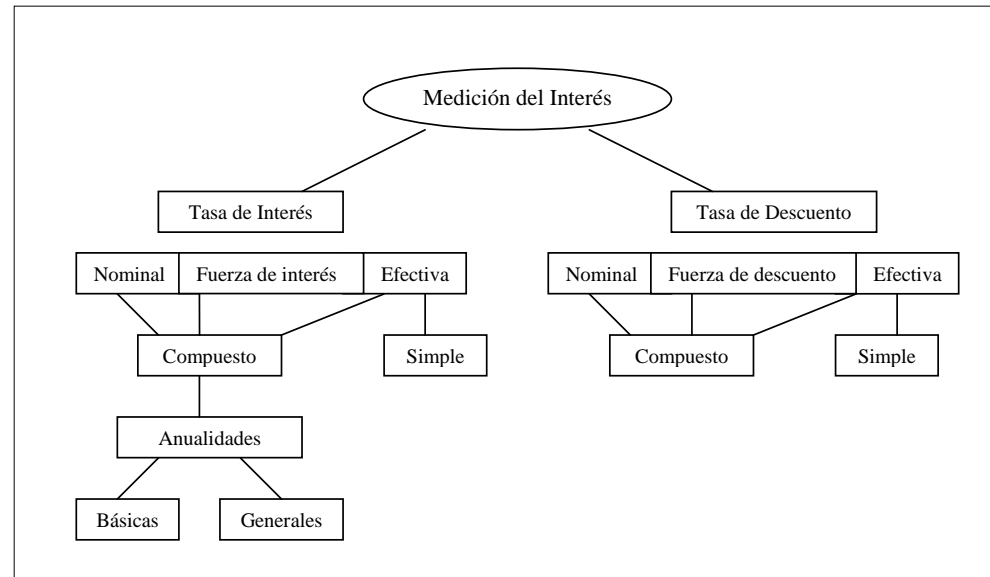 Medición del Interés
Tasa de Interés
Tasa de Descuento
Nominal
Fuerza de interés
Efectiva
Nominal
Fuerza de descuento
Efectiva
Compuesto
Simple
Compuesto
Simple
Anualidades
Básicas
Generales